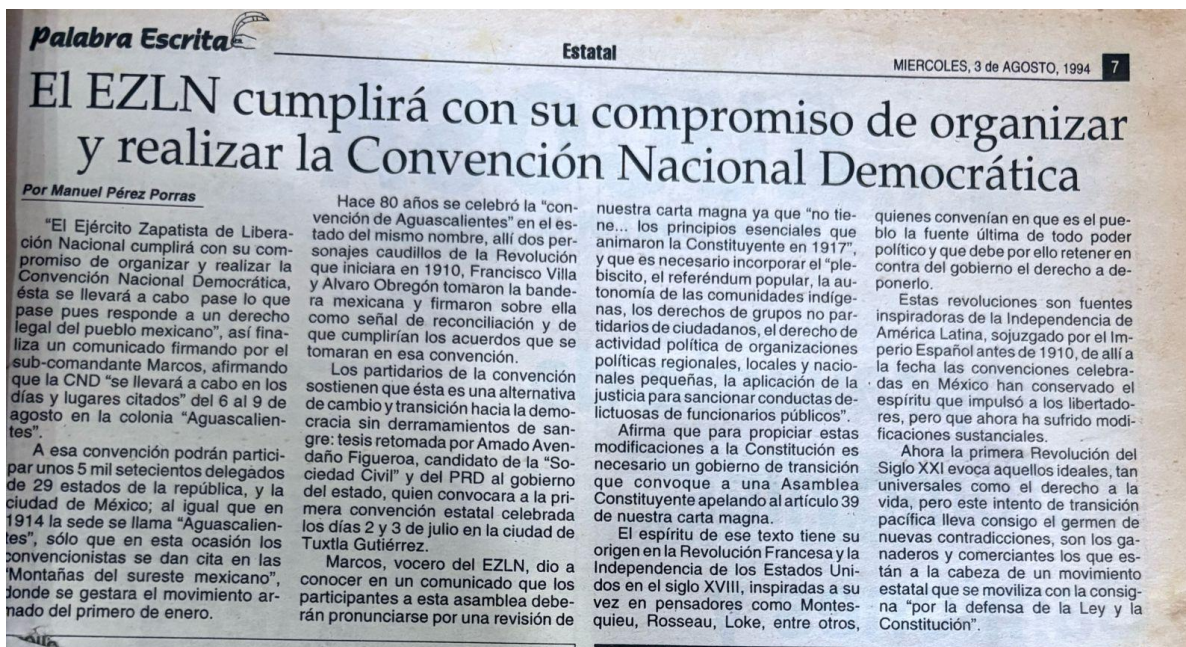 Palabra Escrita
Estatal
MIERCOLES, 3 de AGOSTO, 1994 7
El EZLN cumplirá con su compromiso de organizar
y realizar la Convención Nacional Democrática
Por Manuel Pérez Porras
"El Ejército Zapatista de Libera-
ción Nacional cumplirá con su com-
promiso de organizar y realizar la
Convención Nacional Democrática,
ésta se llevará a cabo pase lo que
pase pues responde a un derecho
legal del pueblo mexicano", así fina-
liza un comunicado firmando por el
sub-comandante Marcos, afirmando
que la CND "se llevará a cabo en los
días y lugares citados" del 6 al 9 de
agosto en la colonia "Aguascalien-
tes".
A esa convención podrán partici-
par unos 5 mil setecientos delegados
de 29 estados de la república, y la
ciudad de México; al igual que en
1914 la sede se llama "Aguascalien-
tes", sólo que en esta ocasión los
convencionistas se dan cita en las
"Montañas del sureste mexicano",
donde se gestara el movimiento ar-
mado del primero de enero.
Hace 80 años se celebró la "con-
vención de Aguascalientes" en el es-
tado del mismo nombre, allí dos per-
sonajes caudillos de la Revolución
que iniciara en 1910, Francisco Villa
y Alvaro Obregón tomaron la bande-
ra mexicana y firmaron sobre ella
como señal de reconciliación y de
que cumplirían los acuerdos que se
tomaran en esa convención.
Los partidarios de la convención
sostienen que ésta es una alternativa
de cambio y transición hacia la demo-
cracia sin derramamientos de san-
gre: tesis retomada por Amado Aven-
daño Figueroa, candidato de la "So-
ciedad Civil" y del PRD al gobierno
del estado, quien convocara a la pri-
mera convención estatal celebrada
los días 2 y 3 de julio en la ciudad de
Tuxtla Gutiérrez.
Marcos, vocero del EZLN, dio a
conocer en un comunicado que los
participantes a esta asamblea debe-
rán pronunciarse por una revisión de
nuestra carta magna ya que "no tie-
ne... los principios esenciales que
animaron la Constituyente en 1917",
y que es necesario incorporar el "ple-
biscito, el referéndum popular, la au-
tonomía de las comunidades indíge-
nas, los derechos de grupos no par-
tidarios de ciudadanos, el derecho de
actividad política de organizaciones
políticas regionales, locales y nacio-
nales pequeñas, la aplicación de la
justicia para sancionar conductas de-
lictuosas de funcionarios públicos".
Afirma que para propiciar estas
modificaciones a la Constitución es
necesario un gobierno de transición
que convoque a una Asamblea
Constituyente apelando al artículo 39
de nuestra carta magna.
El espíritu de ese texto tiene su
origen en la Revolución Francesa y la
Independencia de los Estados Uni-
dos en el siglo XVIII, inspiradas a su
vez en pensadores como Montes-
quieu, Rosseau, Loke, entre otros,
quienes convenían en que es el pue-
blo la fuente última de todo poder
político y que debe por ello retener en
contra del gobierno el derecho a de-
ponerlo.
Estas revoluciones son fuentes
inspiradoras de la Independencia de
América Latina, sojuzgado por el Im-
perio Español antes de 1910, de allí a
la fecha las convenciones celebra-
das en México han conservado el
espíritu que impulsó a los libertado-
res, pero que ahora ha sufrido modi-
ficaciones sustanciales.
Ahora la primera Revolución del
Siglo XXI evoca aquellos ideales, tan
universales como el derecho a la
vida, pero este intento de transición
pacífica lleva consigo el germen de
nuevas contradicciones, son los ga-
naderos y comerciantes los que es-
tán a la cabeza de un movimiento
estatal que se moviliza con la consig-
na "por la defensa de la Ley y la
Constitución".